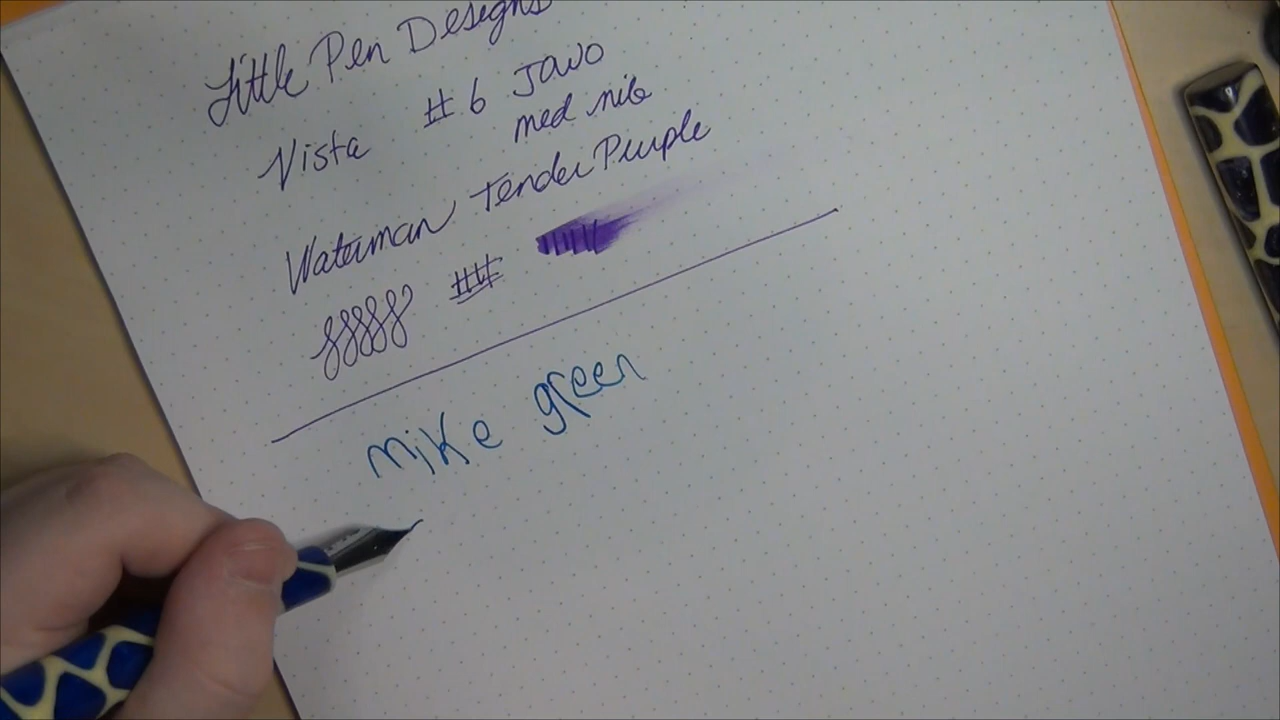 Little Pen Designs
Vista # 6 JOWO
med nib
Waterman Tender Purple
mike green